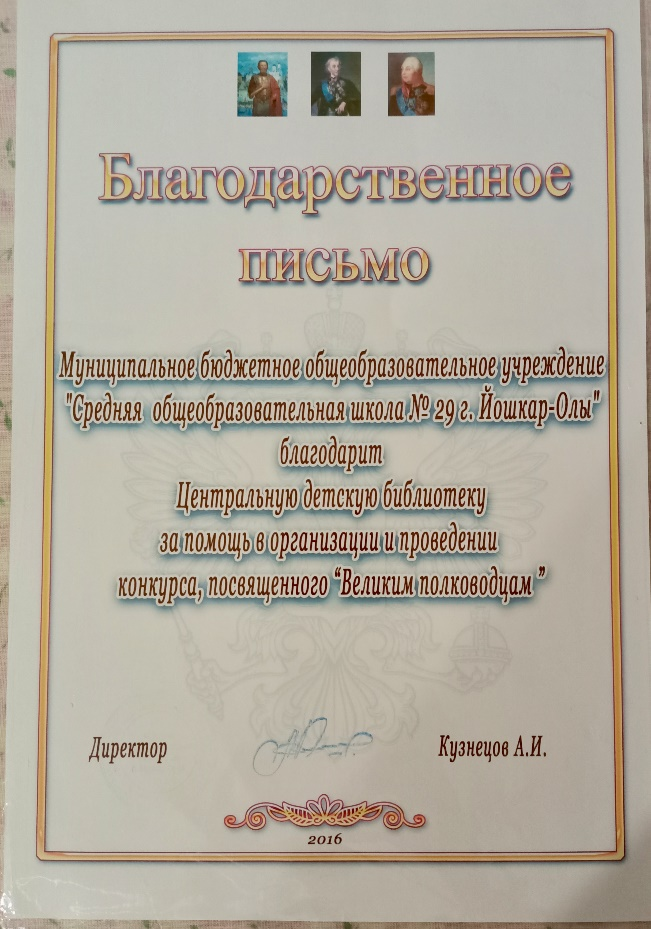 Благодарственное
письмо
Муниципальное бюджетное общеобразовательное учреждение
"Средняя общеобразовательная школа № 29 г. Йошкар-Олы"
благодарит
Центральную детскую библиотеку
за помощь в организации и проведении
конкурса, посвященного “Великим полководцам”
Директор Кузнецов А.И.
2016